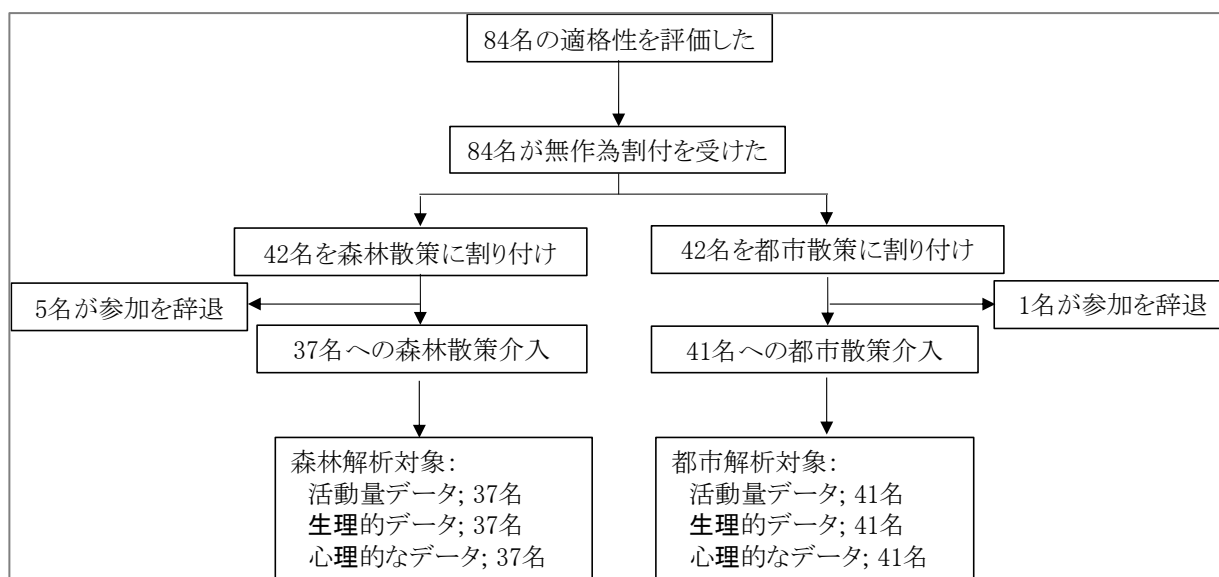 84名の適格性を評価した
84名が無作為割付を受けた
42名を森林散策に割り付け
42名を都市散策に割り付け
5名が参加を辞退
1名が参加を辞退
37名への森林散策介入
41名への都市散策介入
森林解析対象:
活動量データ; 37名
生理的データ; 37名
心理的なデータ; 37名
都市解析対象:
活動量データ; 41名
生理的データ; 41名
心理的なデータ; 41名